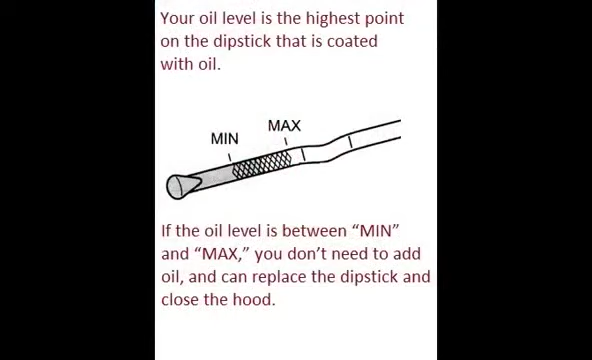 Your oil level is the highest point
on the dipstick that is coated
with oil.
MIN MAX
If the oil level is between “MIN”
and “MAX,” you don’t need to add
oil, and can replace the dipstick and
close the hood.